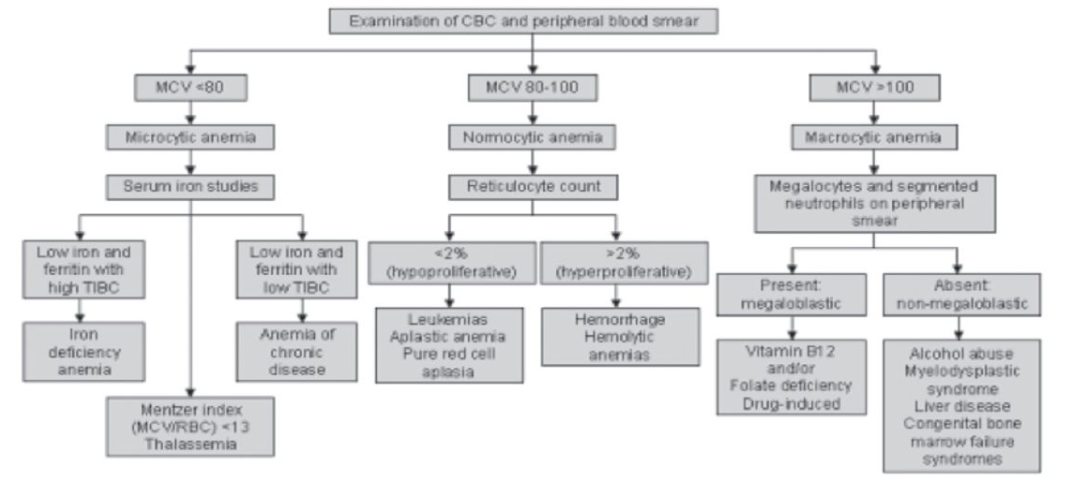 Examination of CBC and peripheral blood smear
MCV <80
MCV 80-100
MCV >100
Microcytic anemia
Normocytic anemia
Macrocytic anemia
Serum iron studies
Reticulocyte count
Megalocytes and segmented
neutrophils on peripheral
smear
Low iron and
ferritin with
high TIBC
Low iron and
ferritin with
low TIBC
<2%
(hypoproliferative)
>2%
(hyperproliferative)
Present:
megaloblastic
Absent:
non-megaloblastic
Iron
deficiency
anemia
Anemia of
chronic
disease
Leukemias
Aplastic anemia
Pure red cell
aplasia
Hemorrhage
Hemolytic
anemias
Vitamin B12
and/or
Folate deficiency
Drug-induced
Alcohol abuse
Myelodysplastic
syndrome
Liver disease
Congenital bone
marrow failure
syndromes
Mentzer index
(MCV/RBC) <13
Thalassemia